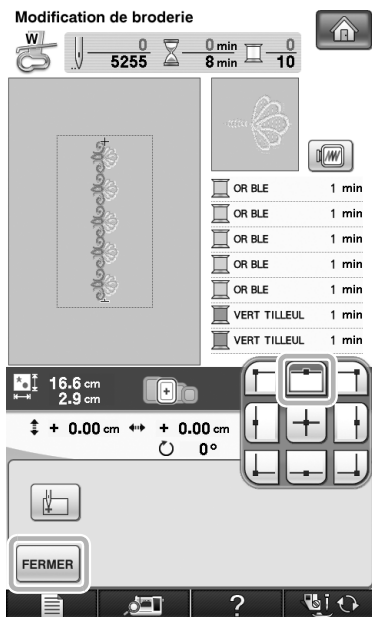 Modification de broderie
W
0 0 min 0
5255 8 min 10
OR BLE 1 min
OR BLE 1 min
OR BLE 1 min
OR BLE 1 min
OR BLE 1 min
VERT TILLEUL 1 min
VERT TILLEUL 1 min
16.6 cm
2.9 cm
+ 0.00 cm + 0.00 cm
0°
FERMER
?